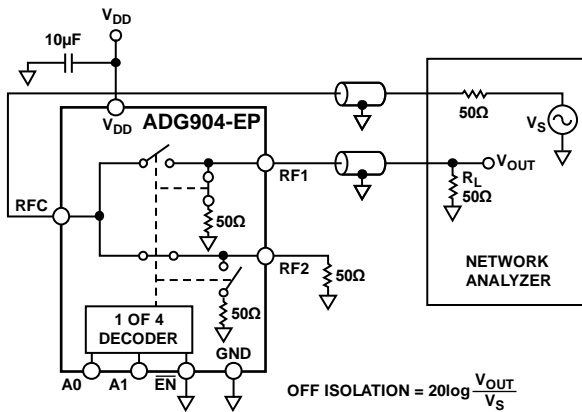 VDD
10µF
VDD
ADG904-EP
50Ω
VS
RFC
RF1
VOUT
RL
50Ω
50Ω
RF2
50Ω
50Ω
NETWORK
ANALYZER
1 OF 4
DECODER
GND
A0
A1
EN
OFF ISOLATION = 20log VOUT
VS